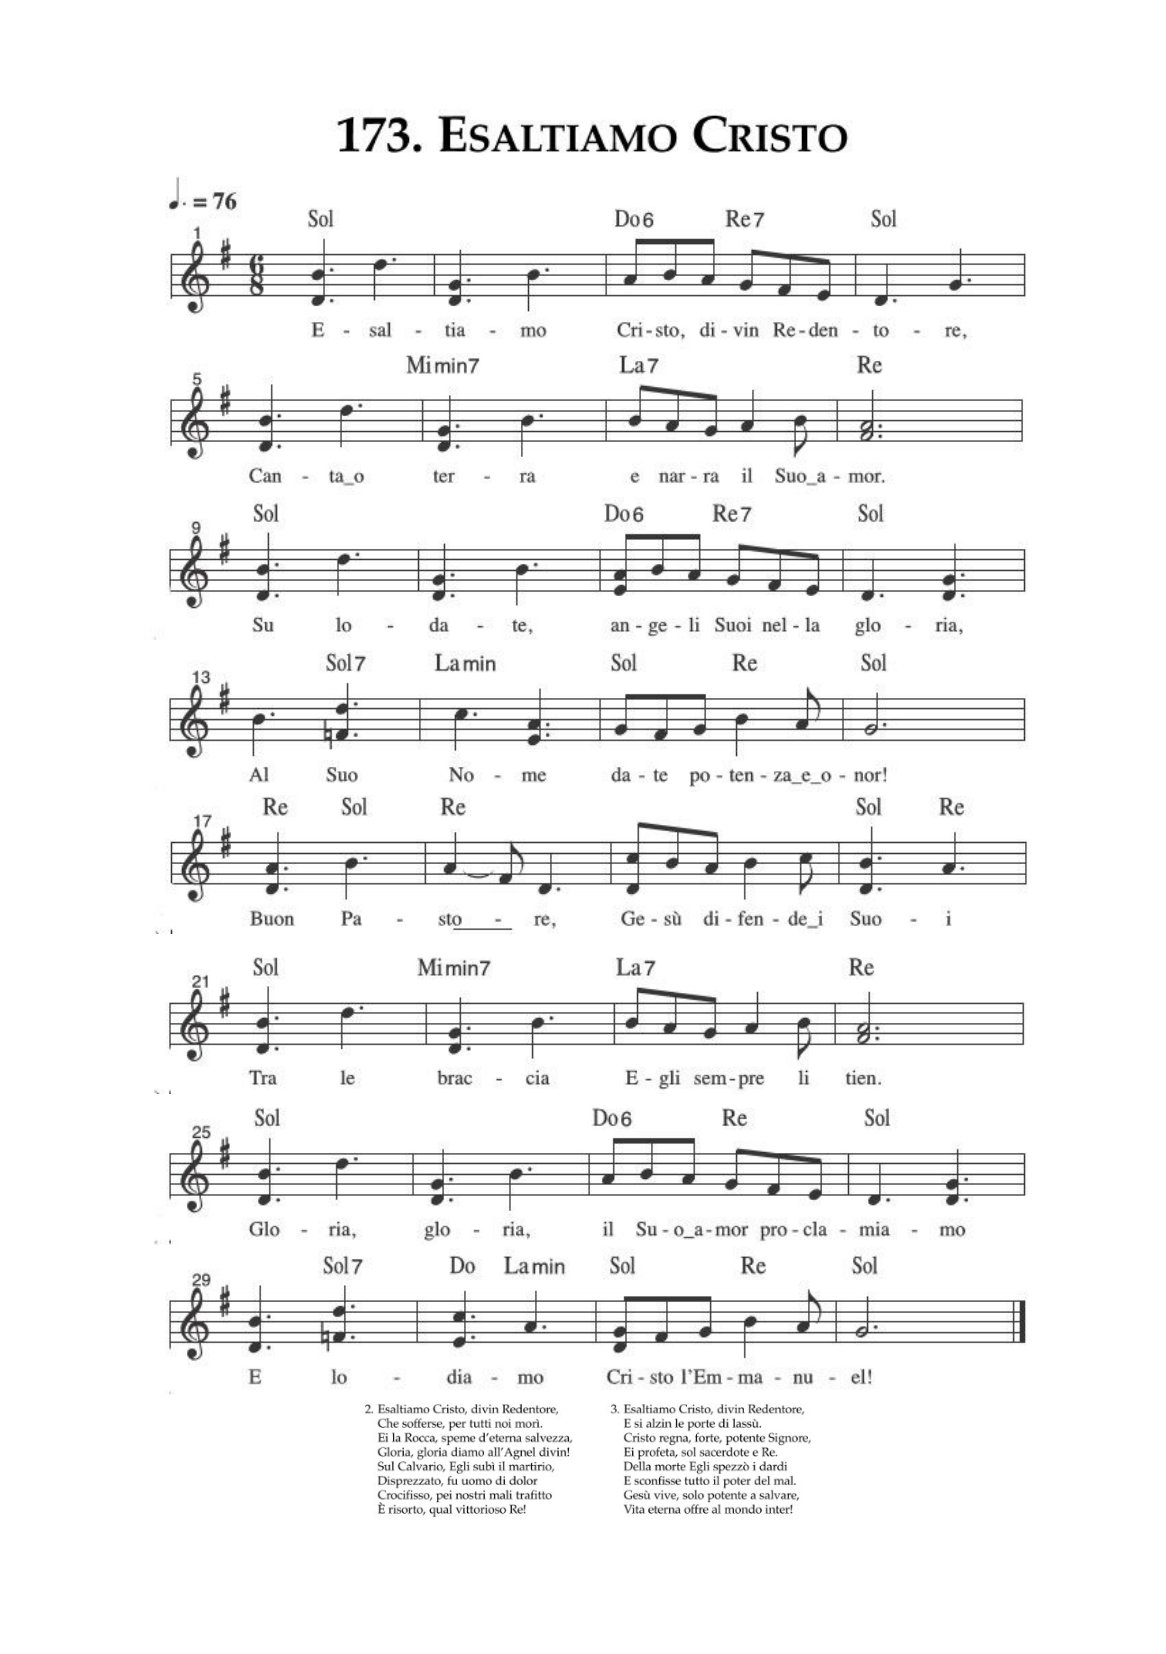 173. ESALTIAMO CRISTO
♩. = 76
Sol Do6 Re7 Sol
1
6
8
E - sal - tia - mo Cri - sto, di - vin Re - den - to - re,
Mimin7 La7 Re
5
Can - ta_o ter - ra e nar - ra il Suo_a - mor.
Sol Do6 Re7 Sol
9
Su lo - da - te, an - ge - li Suoi nel - la glo - ria,
Sol7 Lamin Sol Re Sol
13
Al Suo No - me da - te po - ten - za_e_o - nor!
Re Sol Re Sol Re
17
Buon Pa - sto - re, Ge - sù di - fen - de_i Suo - i
Sol Mimin7 La7 Re
21
Tra le brac - cia E - gli sem - pre li tien.
Sol Do6 Re Sol
25
Glo - ria, glo - ria, il Su - o_a - mor pro - cla - mia - mo
Sol7 Do Lamin Sol Re Sol
29
E lo - dia - mo Cri - sto l'Em - ma - nu - el!
2. Esaltiamo Cristo, divin Redentore,
Che sofferse, per tutti noi morì.
Ei la Rocca, speme d'eterna salvezza,
Gloria, gloria diamo all'Agnel divin!
Sul Calvario, Egli subì il martirio,
Disprezzato, fu uomo di dolor
Crocifisso, pei nostri mali trafitto
È risorto, qual vittorioso Re!
3. Esaltiamo Cristo, divin Redentore,
E si alzin le porte di lassù.
Cristo regna, forte, potente Signore,
Ei profeta, sol sacerdote e Re.
Della morte Egli spezzò i dardi
E sconfisse tutto il poter del mal.
Gesù vive, solo potente a salvare,
Vita eterna offre al mondo inter!